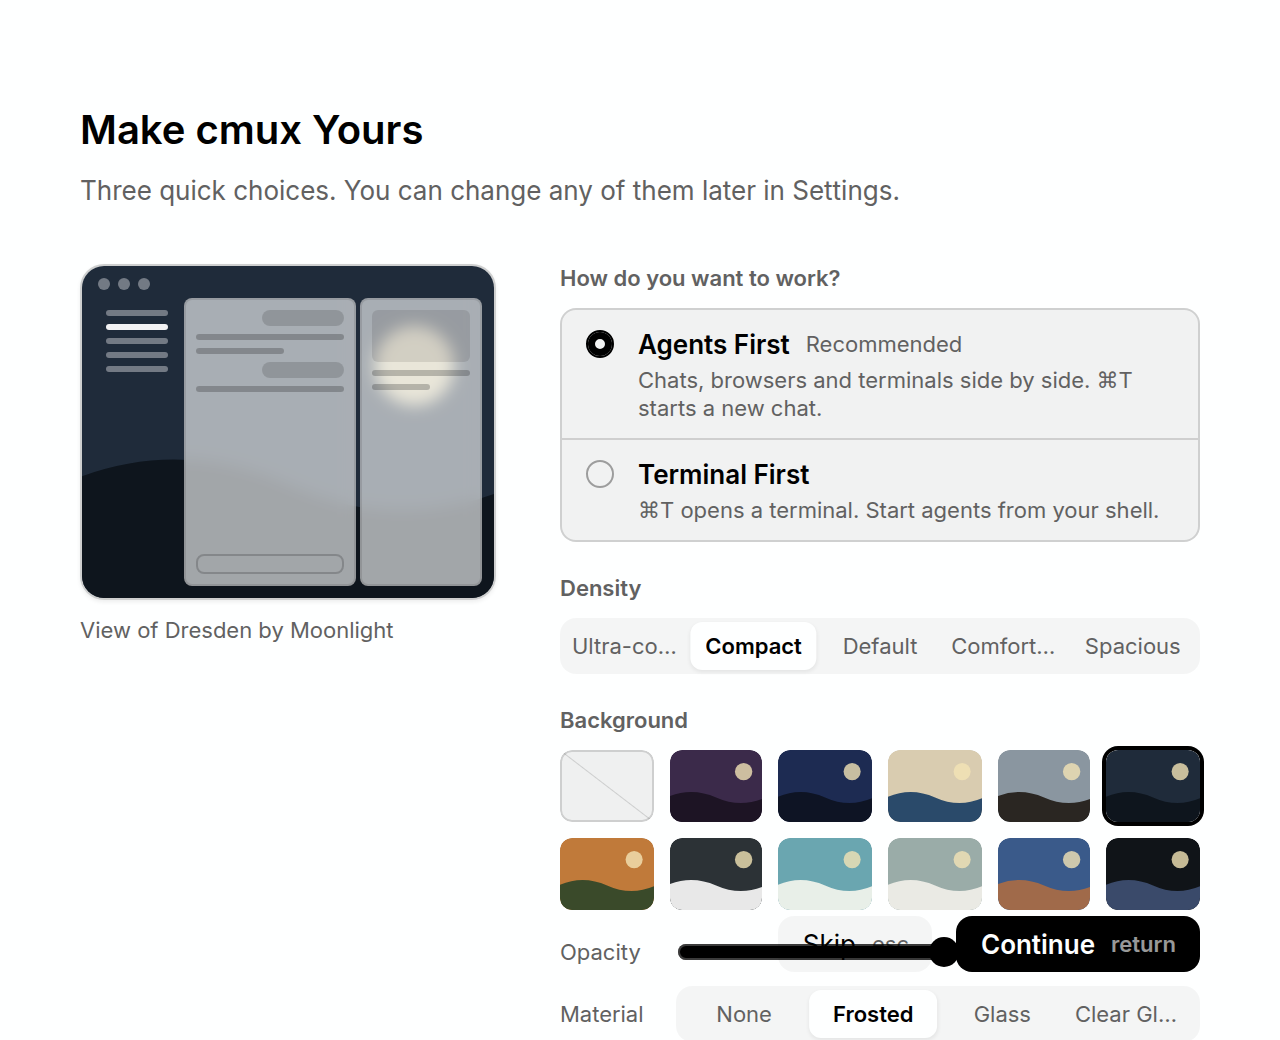 Make cmux Yours
Three quick choices. You can change any of them later in Settings.
How do you want to work?
Agents First Recommended
Chats, browsers and terminals side by side. ⌘T
starts a new chat.
Terminal First
⌘T opens a terminal. Start agents from your shell.
View of Dresden by Moonlight
Density
Ultra-co... Compact Default Comfort... Spacious
Background
Skip esc Continue return
Opacity
Material None Frosted Glass Clear Gl...